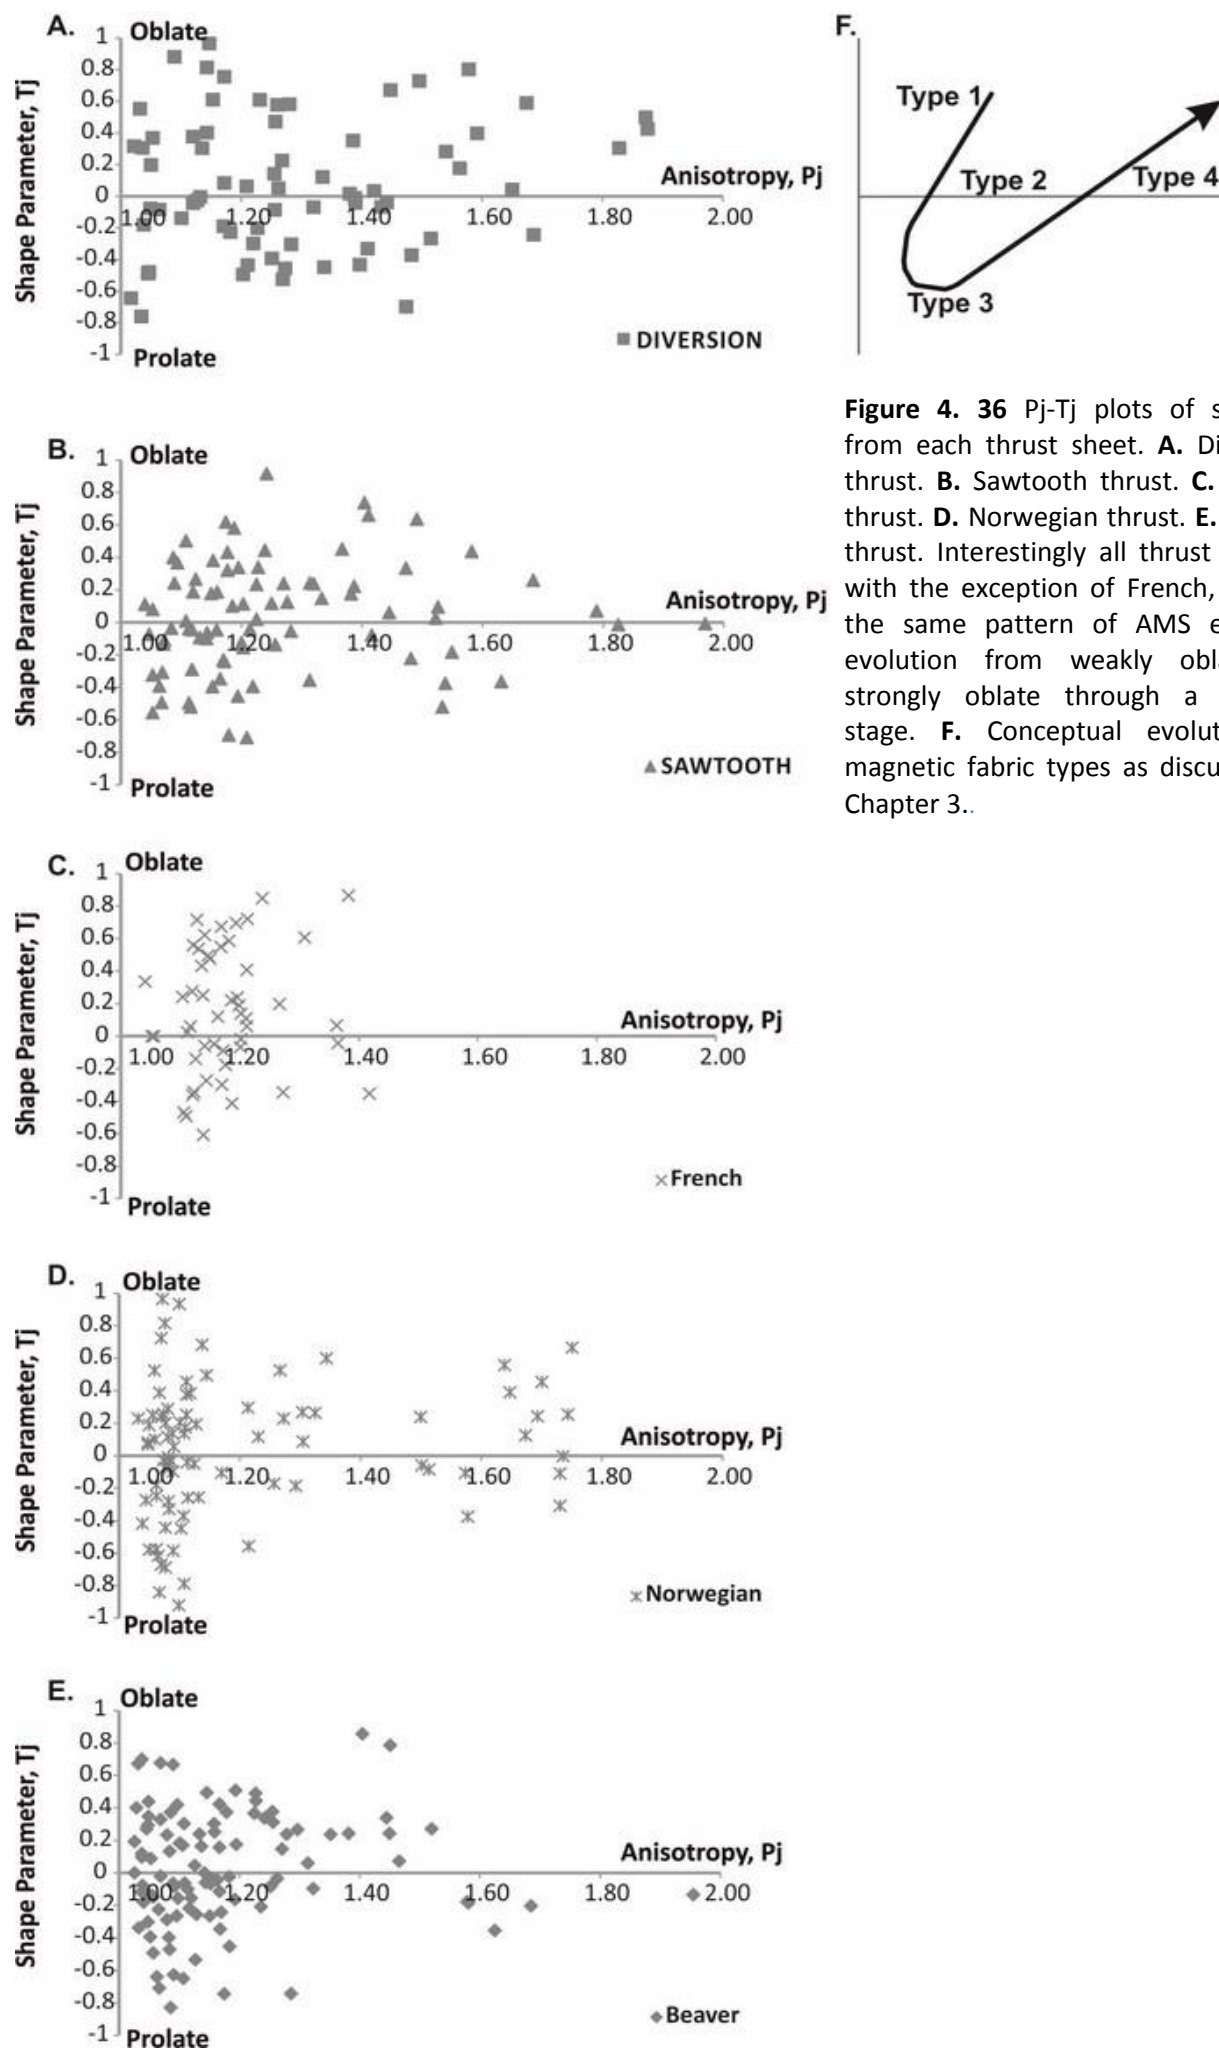 A.
Oblate
1
0.8
0.6
0.4
0.2
0
-0.2
-0.4
-0.6
-0.8
-1
Shape Parameter, Tj
Anisotropy, Pj
1.00 1.20 1.40 1.60 1.80 2.00
DIVERSION
Prolate
F.
Type 1
Type 2
Type 4
Type 3
Figure 4. 36 Pj-Tj plots of s
from each thrust sheet. A. Di
thrust. B. Sawtooth thrust. C.
thrust. D. Norwegian thrust. E.
thrust. Interestingly all thrust
with the exception of French,
the same pattern of AMS e
evolution from weakly obl
strongly oblate through a
stage. F. Conceptual evolut
magnetic fabric types as discu
Chapter 3..
B.
Oblate
1
0.8
0.6
0.4
0.2
0
-0.2
-0.4
-0.6
-0.8
-1
Shape Parameter, Tj
Anisotropy, Pj
1.00 1.20 1.40 1.60 1.80 2.00
SAWTOOTH
Prolate
C.
Oblate
1
0.8
0.6
0.4
0.2
0
-0.2
-0.4
-0.6
-0.8
-1
Shape Parameter, Tj
Anisotropy, Pj
1.00 1.20 1.40 1.60 1.80 2.00
French
Prolate
D.
Oblate
1
0.8
0.6
0.4
0.2
0
-0.2
-0.4
-0.6
-0.8
-1
Shape Parameter, Tj
Anisotropy, Pj
1.00 1.20 1.40 1.60 1.80 2.00
Norwegian
Prolate
E.
Oblate
1
0.8
0.6
0.4
0.2
0
-0.2
-0.4
-0.6
-0.8
-1
Shape Parameter, Tj
Anisotropy, Pj
1.00 1.20 1.40 1.60 1.80 2.00
Beaver
Prolate